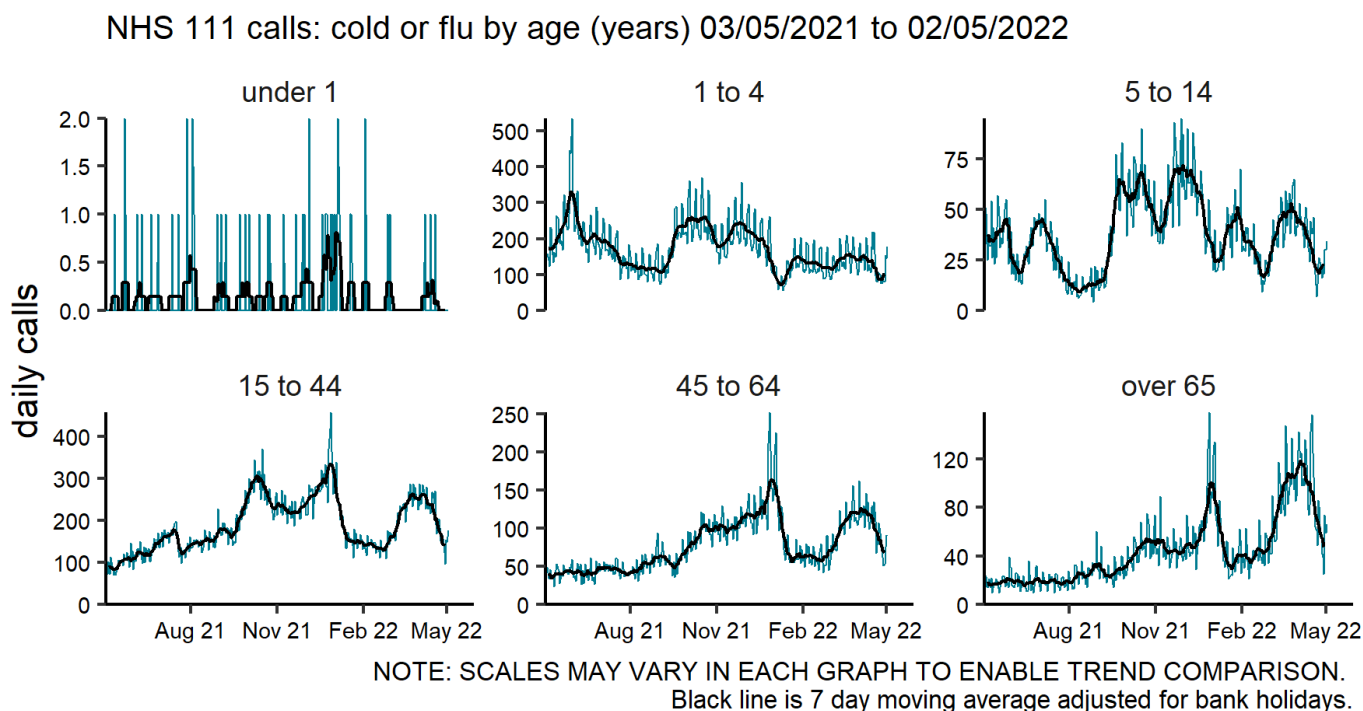 NHS 111 calls: cold or flu by age (years) 03/05/2021 to 02/05/2022
under 1
1 to 4
5 to 14
2.0
1.5
1.0
0.5
0.0
500
400
300
200
100
0
75
50
25
0
daily calls
15 to 44
45 to 64
over 65
400
300
200
100
0
250
200
150
100
50
0
120
80
40
0
Aug 21 Nov 21 Feb 22 May 22
Aug 21 Nov 21 Feb 22 May 22
Aug 21 Nov 21 Feb 22 May 22
NOTE: SCALES MAY VARY IN EACH GRAPH TO ENABLE TREND COMPARISON.
Black line is 7 day moving average adjusted for bank holidays.